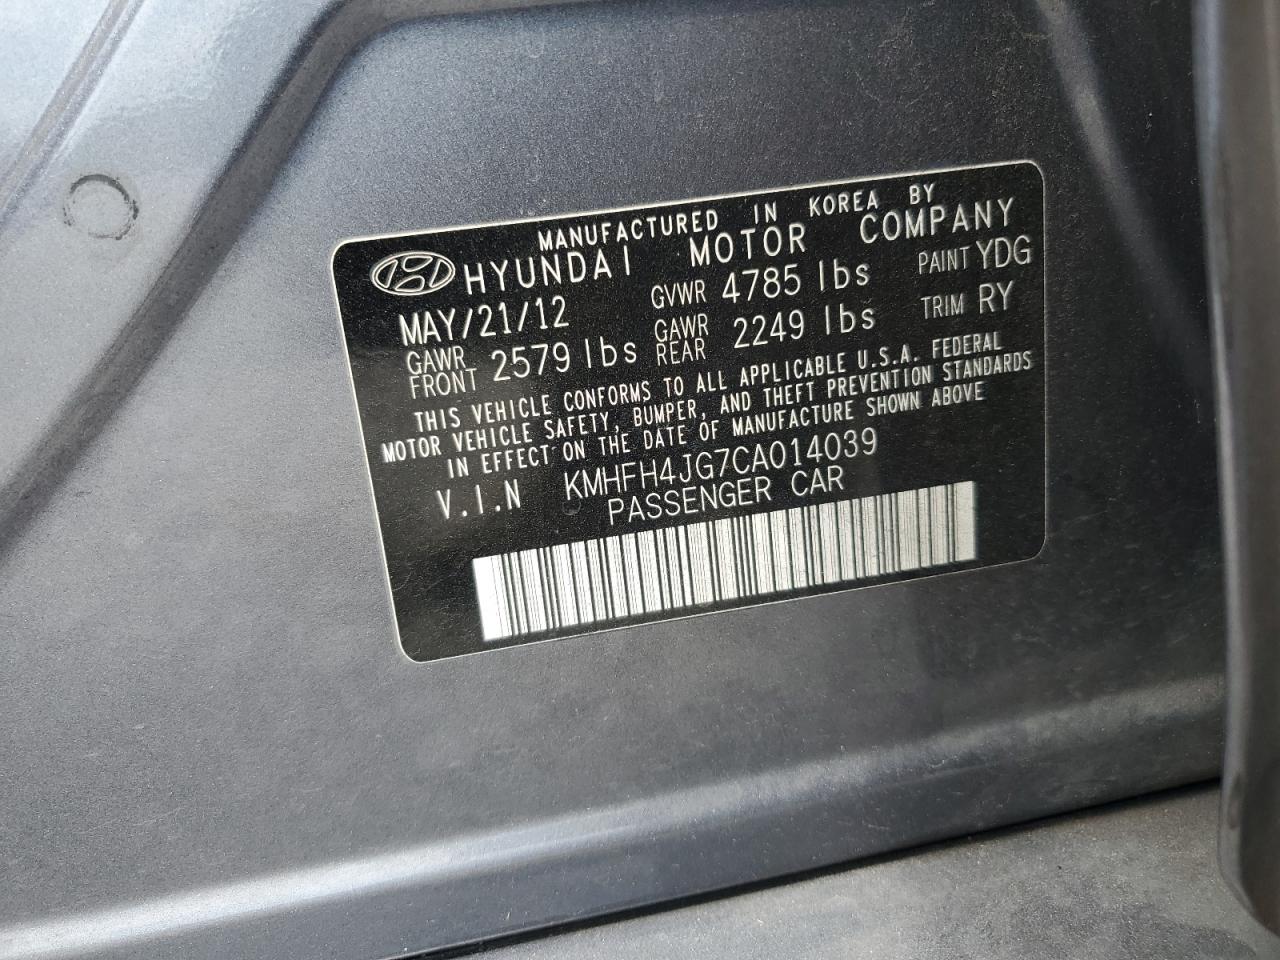 MANUFACTURED IN KOREA BY
HYUNDAI MOTOR COMPANY
MAY/21/12 GVWR 4785 lbs PAINT YDG
GAWR FRONT 2579 lbs GAWR REAR 2249 lbs TRIM RY
THIS VEHICLE CONFORMS TO ALL APPLICABLE U.S.A. FEDERAL
MOTOR VEHICLE SAFETY, BUMPER, AND THEFT PREVENTION STANDARDS
IN EFFECT ON THE DATE OF MANUFACTURE SHOWN ABOVE
V.I.N KMHFH4JG7CA014039
PASSENGER CAR